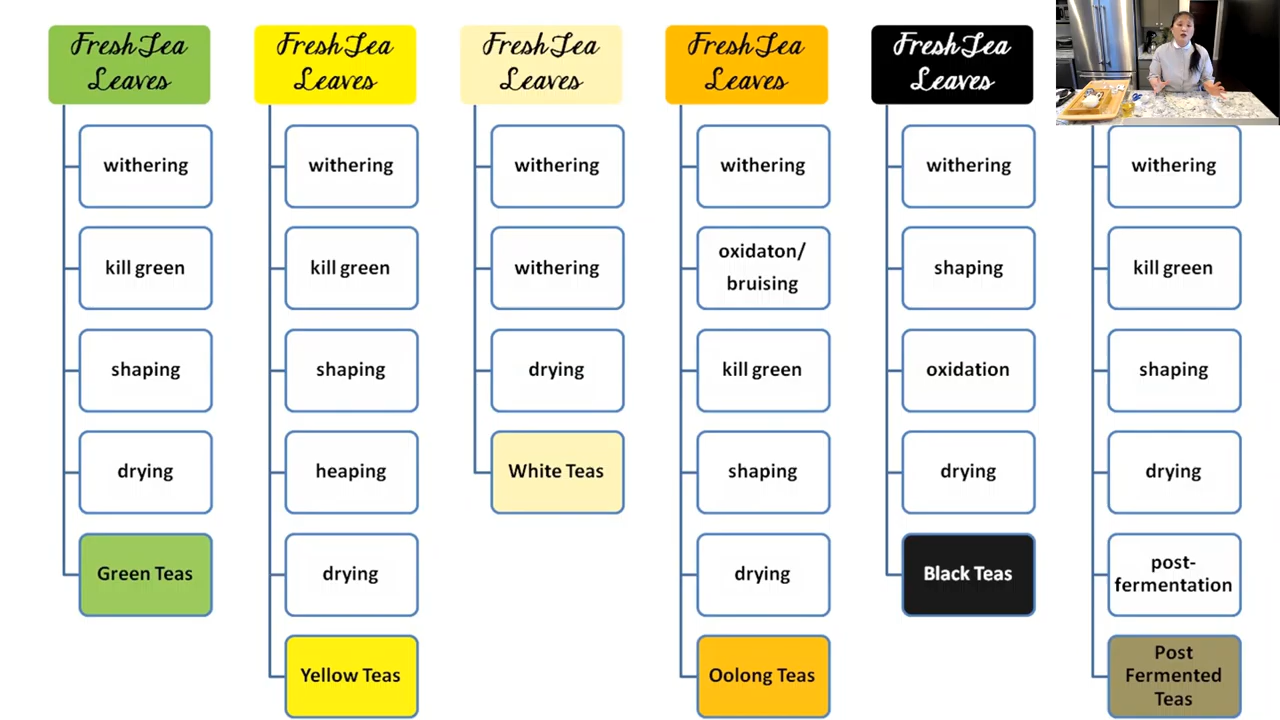 Fresh Tea
Leaves
withering
kill green
shaping
drying
Green Teas
Fresh Tea
Leaves
withering
kill green
shaping
heaping
drying
Yellow Teas
Fresh Tea
Leaves
withering
withering
drying
White Teas
Fresh Tea
Leaves
withering
oxidaton/
bruising
kill green
shaping
drying
Oolong Teas
Fresh Tea
Leaves
withering
shaping
oxidation
drying
Black Teas
withering
kill green
shaping
drying
post-
fermentation
Post
Fermented
Teas